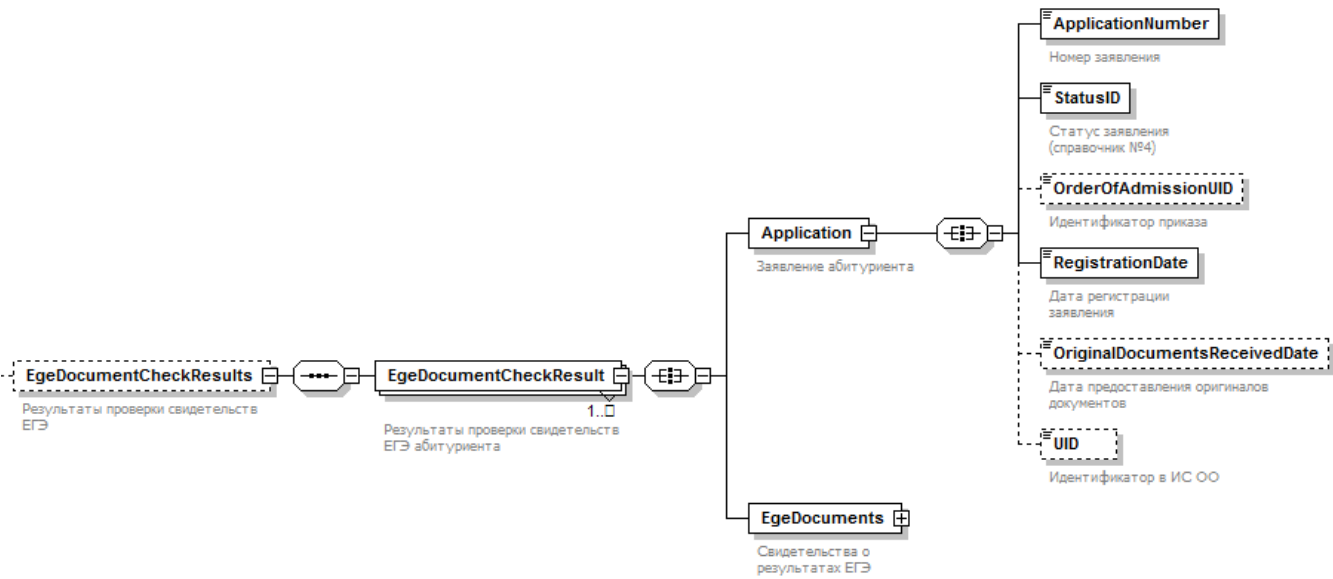 ApplicationNumber
Номер заявления
StatusID
Статус заявления
(справочник №4)
OrderOfAdmissionUID
Идентификатор приказа
Application
Заявление абитуриента
RegistrationDate
Дата регистрации
заявления
OriginalDocumentsReceivedDate
Дата предоставления оригиналов
документов
EgeDocumentCheckResults
Результаты проверки свидетельств
ЕГЭ
EgeDocumentCheckResult
1..□
Результаты проверки свидетельств
ЕГЭ абитуриента
UID
Идентификатор в ИС ОО
EgeDocuments
Свидетельства о
результатах ЕГЭ